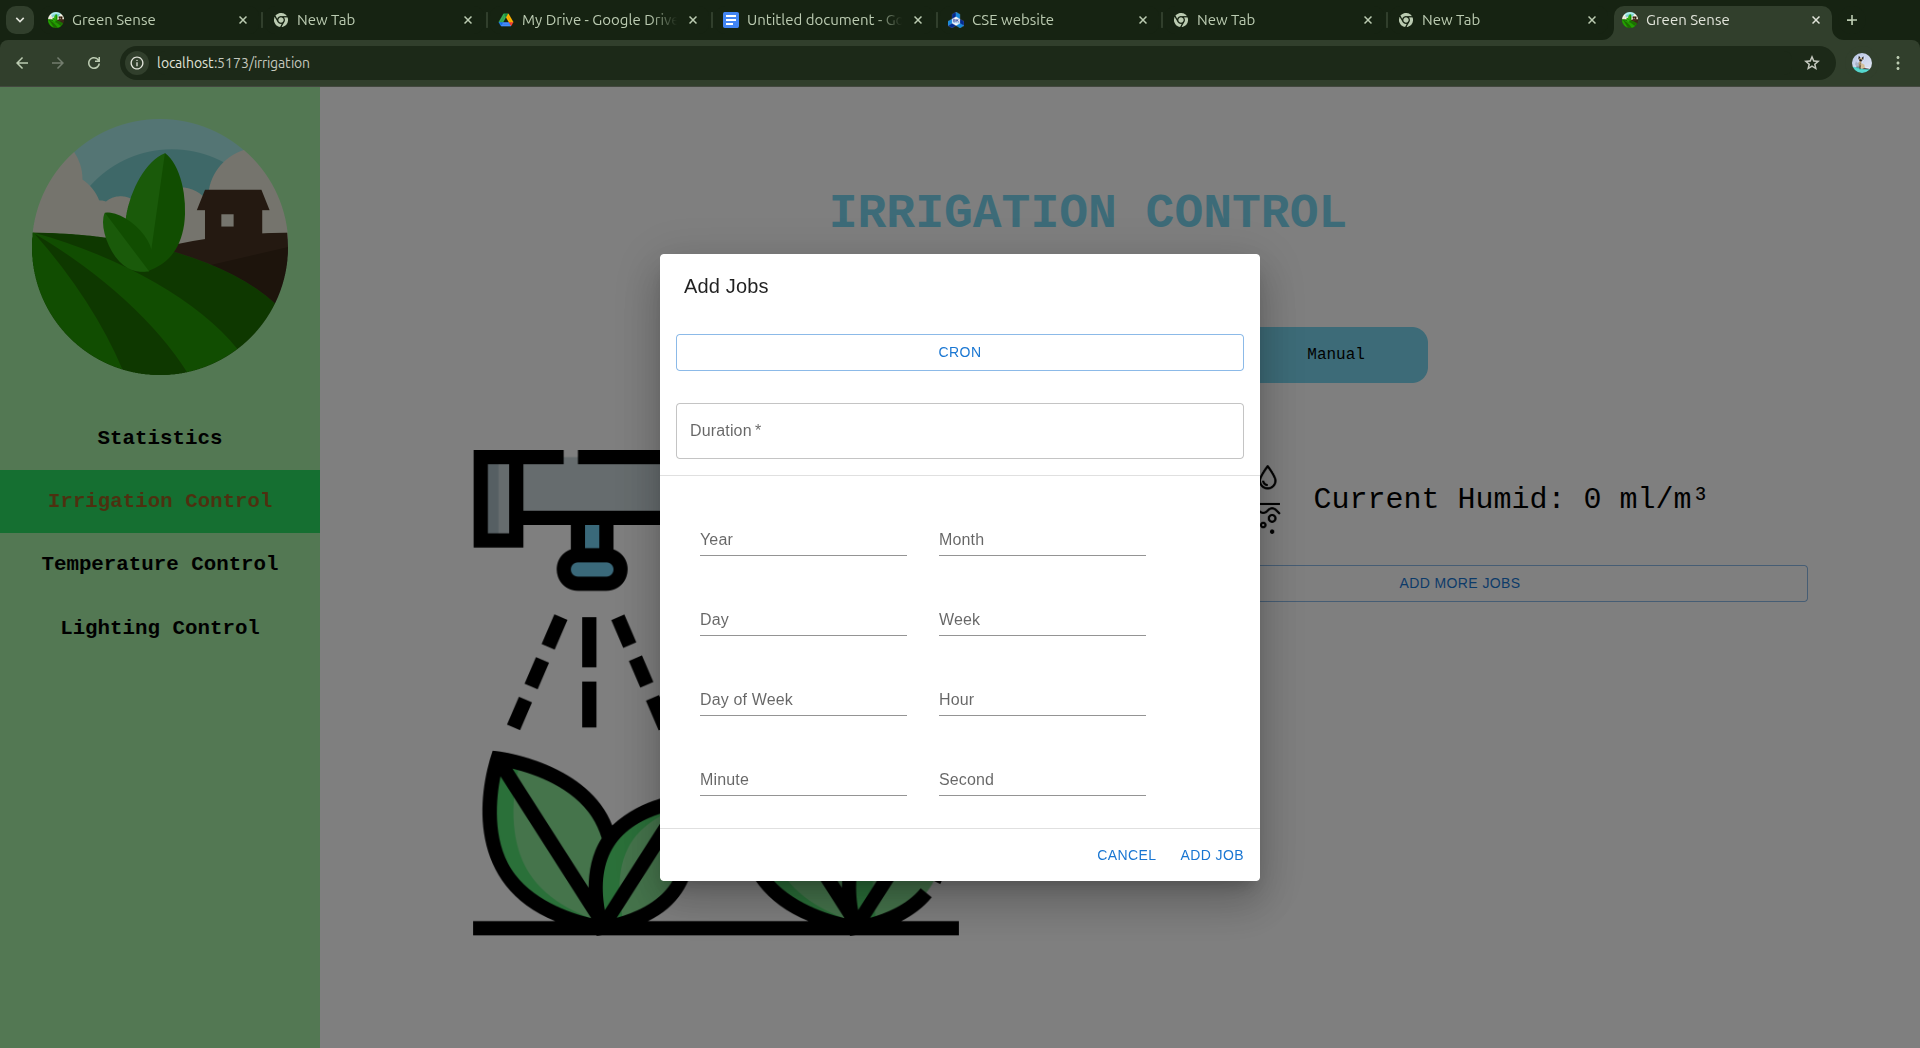 Green Sense
New Tab
My Drive - Google Drive
Untitled document - Go
CSE website
New Tab
New Tab
Green Sense
localhost:5173/irrigation
IRRIGATION CONTROL
Add Jobs
CRON
Manual
Duration *
Statistics
Irrigation Control
Current Humid: 0 ml/m³
Year
Month
Temperature Control
ADD MORE JOBS
Day
Week
Lighting Control
Day of Week
Hour
Minute
Second
CANCEL
ADD JOB